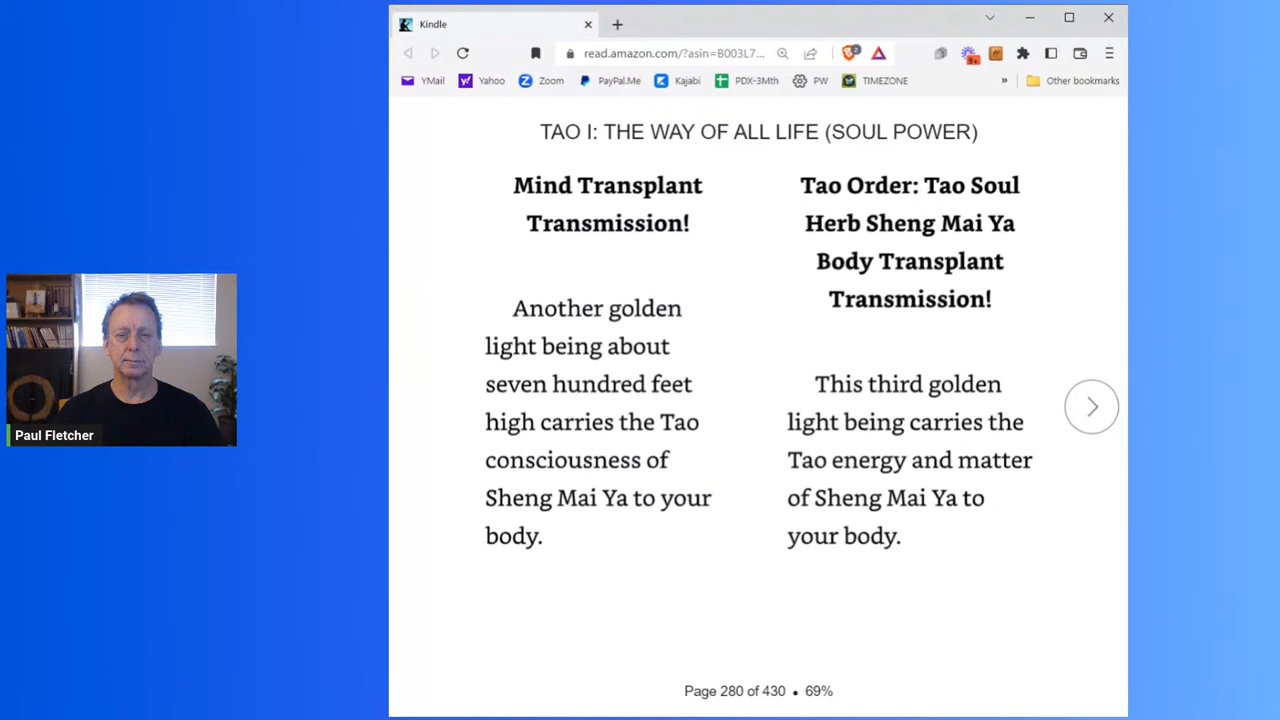 Kindle
read.amazon.com/?asin=B003L7...
2
9+
YMail
Yahoo
Zoom
PayPal.Me
Kajabi
PDX-3Mth
PW
TIMEZONE
»
Other bookmarks
TAO I: THE WAY OF ALL LIFE (SOUL POWER)
Mind Transplant
Transmission!
Another golden
light being about
seven hundred feet
high carries the Tao
consciousness of
Sheng Mai Ya to your
body.
Tao Order: Tao Soul
Herb Sheng Mai Ya
Body Transplant
Transmission!
This third golden
light being carries the
Tao energy and matter
of Sheng Mai Ya to
your body.
Page 280 of 430 • 69%
Paul Fletcher